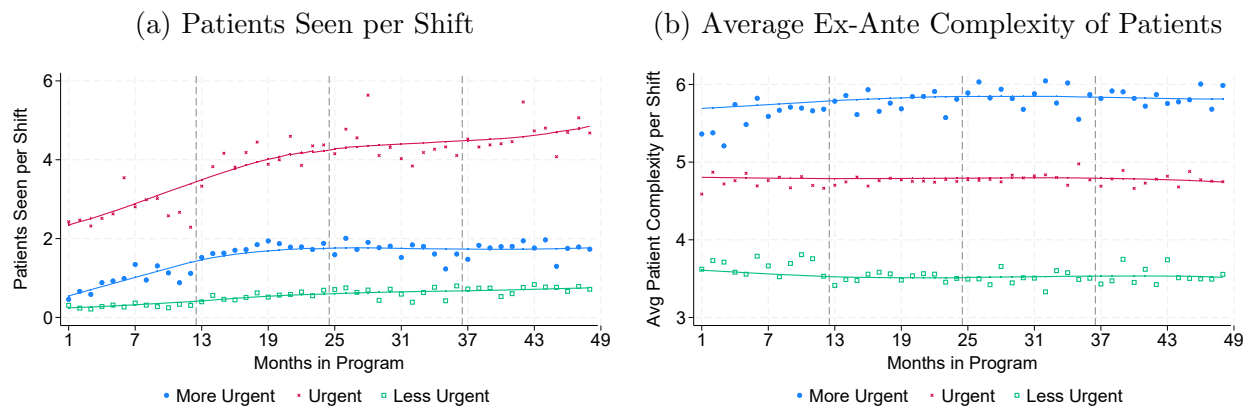 (a) Patients Seen per Shift
Patients Seen per Shift
6
4
2
0
1 7 13 19 25 31 37 43 49
Months in Program
More Urgent Urgent Less Urgent
(b) Average Ex-Ante Complexity of Patients
Avg Patient Complexity per Shift
6
5
4
3
1 7 13 19 25 31 37 43 49
Months in Program
More Urgent Urgent Less Urgent